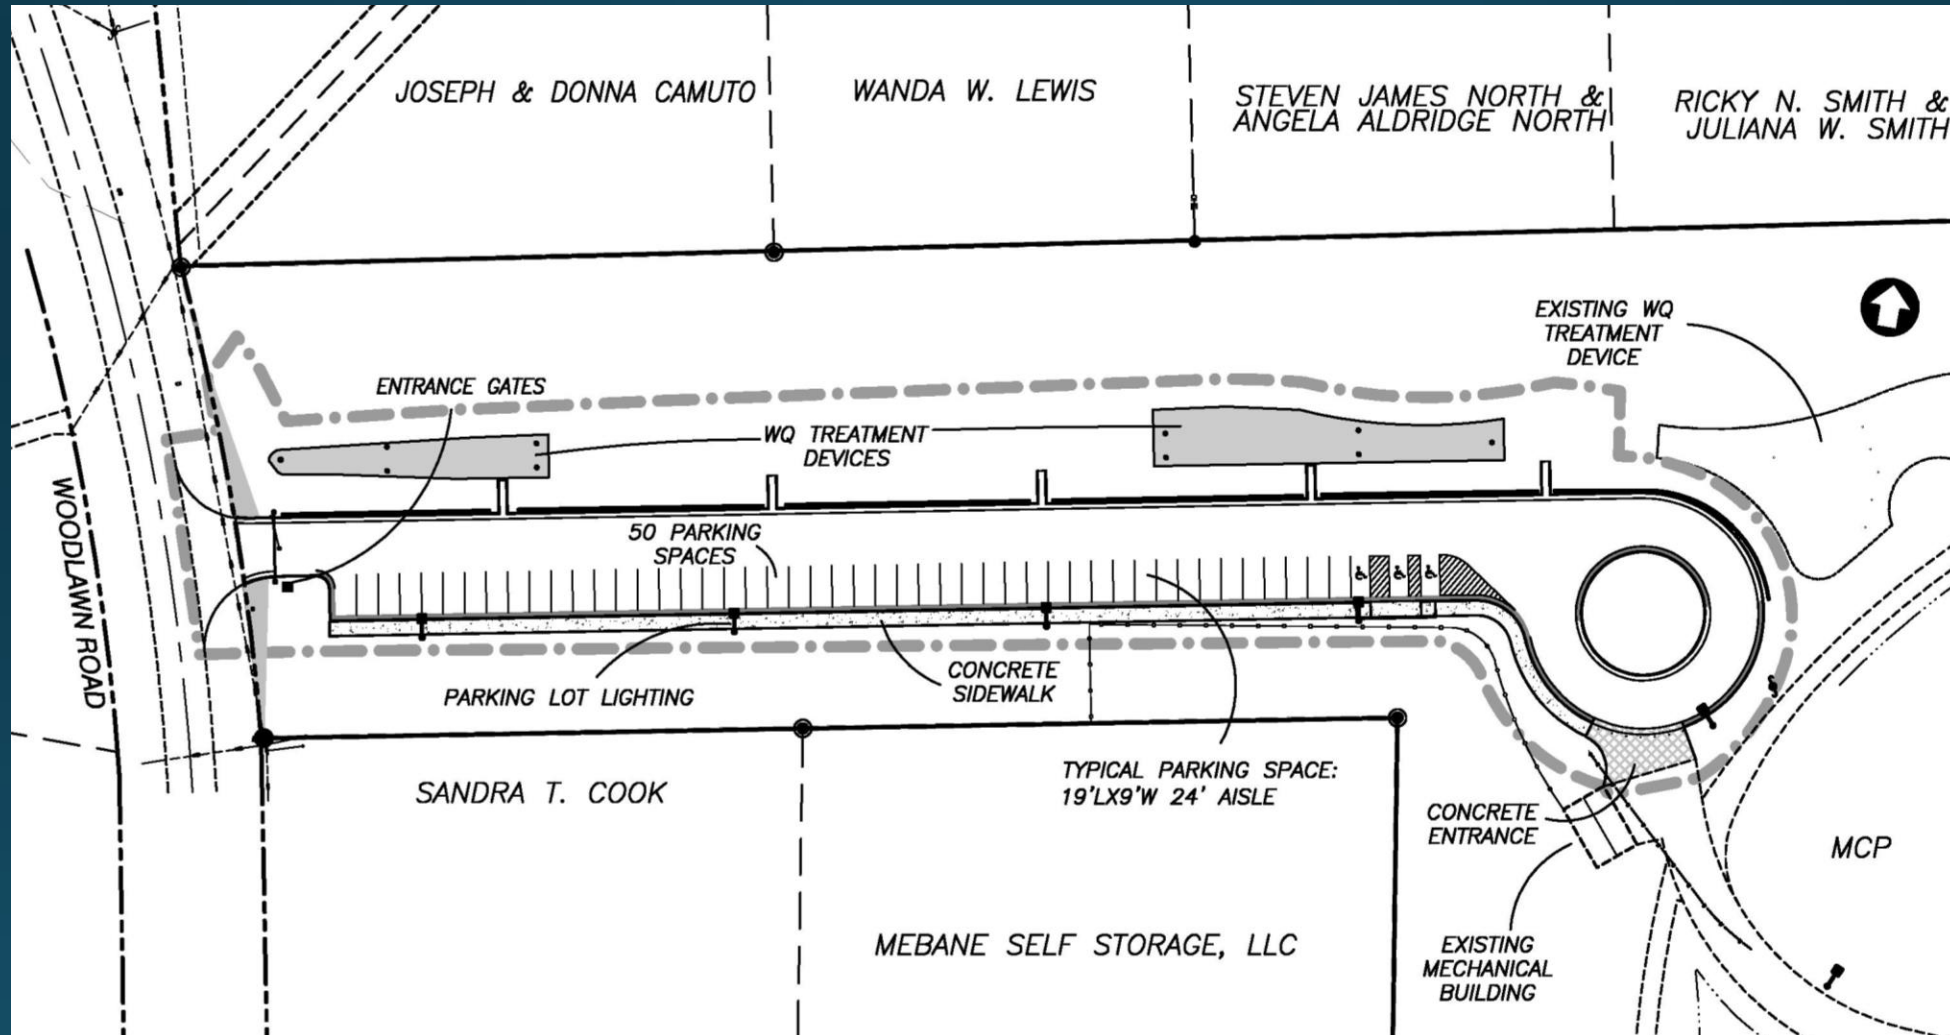 JOSEPH & DONNA CAMUTO
WANDA W. LEWIS
STEVEN JAMES NORTH &
ANGELA ALDRIDGE NORTH
RICKY N. SMITH &
JULIANA W. SMITH
EXISTING WQ
TREATMENT
DEVICE
ENTRANCE GATES
WQ TREATMENT
DEVICES
WOODLAWN ROAD
50 PARKING
SPACES
PARKING LOT LIGHTING
CONCRETE
SIDEWALK
TYPICAL PARKING SPACE:
19'LX9'W 24' AISLE
SANDRA T. COOK
CONCRETE
ENTRANCE
MCP
MEBANE SELF STORAGE, LLC
EXISTING
MECHANICAL
BUILDING